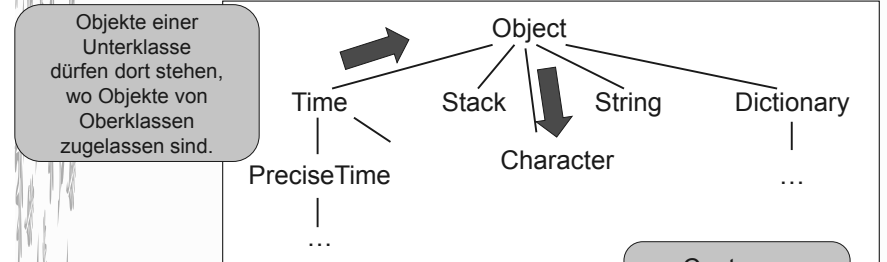 Objekte einer
Unterklasse
dürfen dort stehen,
wo Objekte von
Oberklassen
zugelassen sind.
Object
Time
Stack
String
Dictionary
Character
PreciseTime
…
…